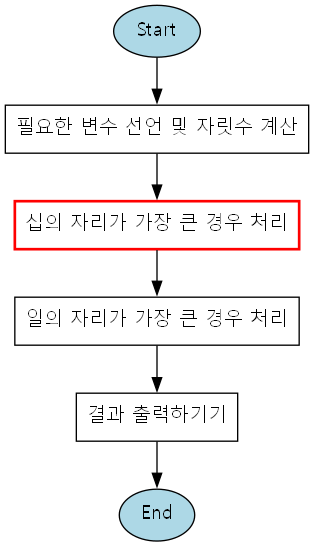 Start
필요한 변수 선언 및 자릿수 계산
십의 자리가 가장 큰 경우 처리
일의 자리가 가장 큰 경우 처리
결과 출력하기기
End